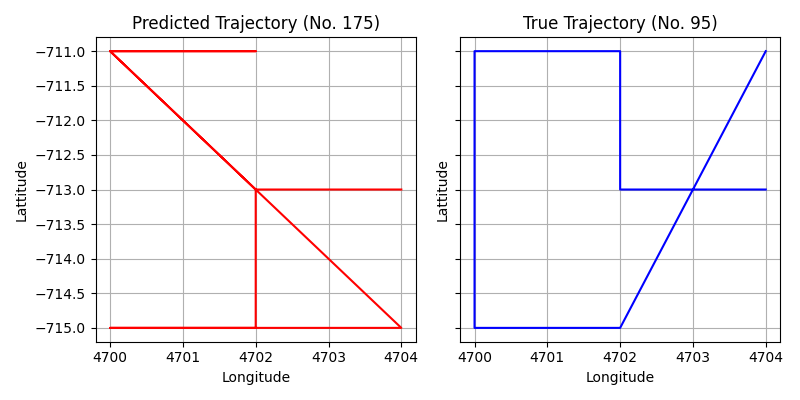 Predicted Trajectory (No. 175)
True Trajectory (No. 95)
−711.0
−711.5
−712.0
−712.5
−713.0
−713.5
−714.0
−714.5
−715.0
Lattitude
Lattitude
4700 4701 4702 4703 4704
4700 4701 4702 4703 4704
Longitude
Longitude